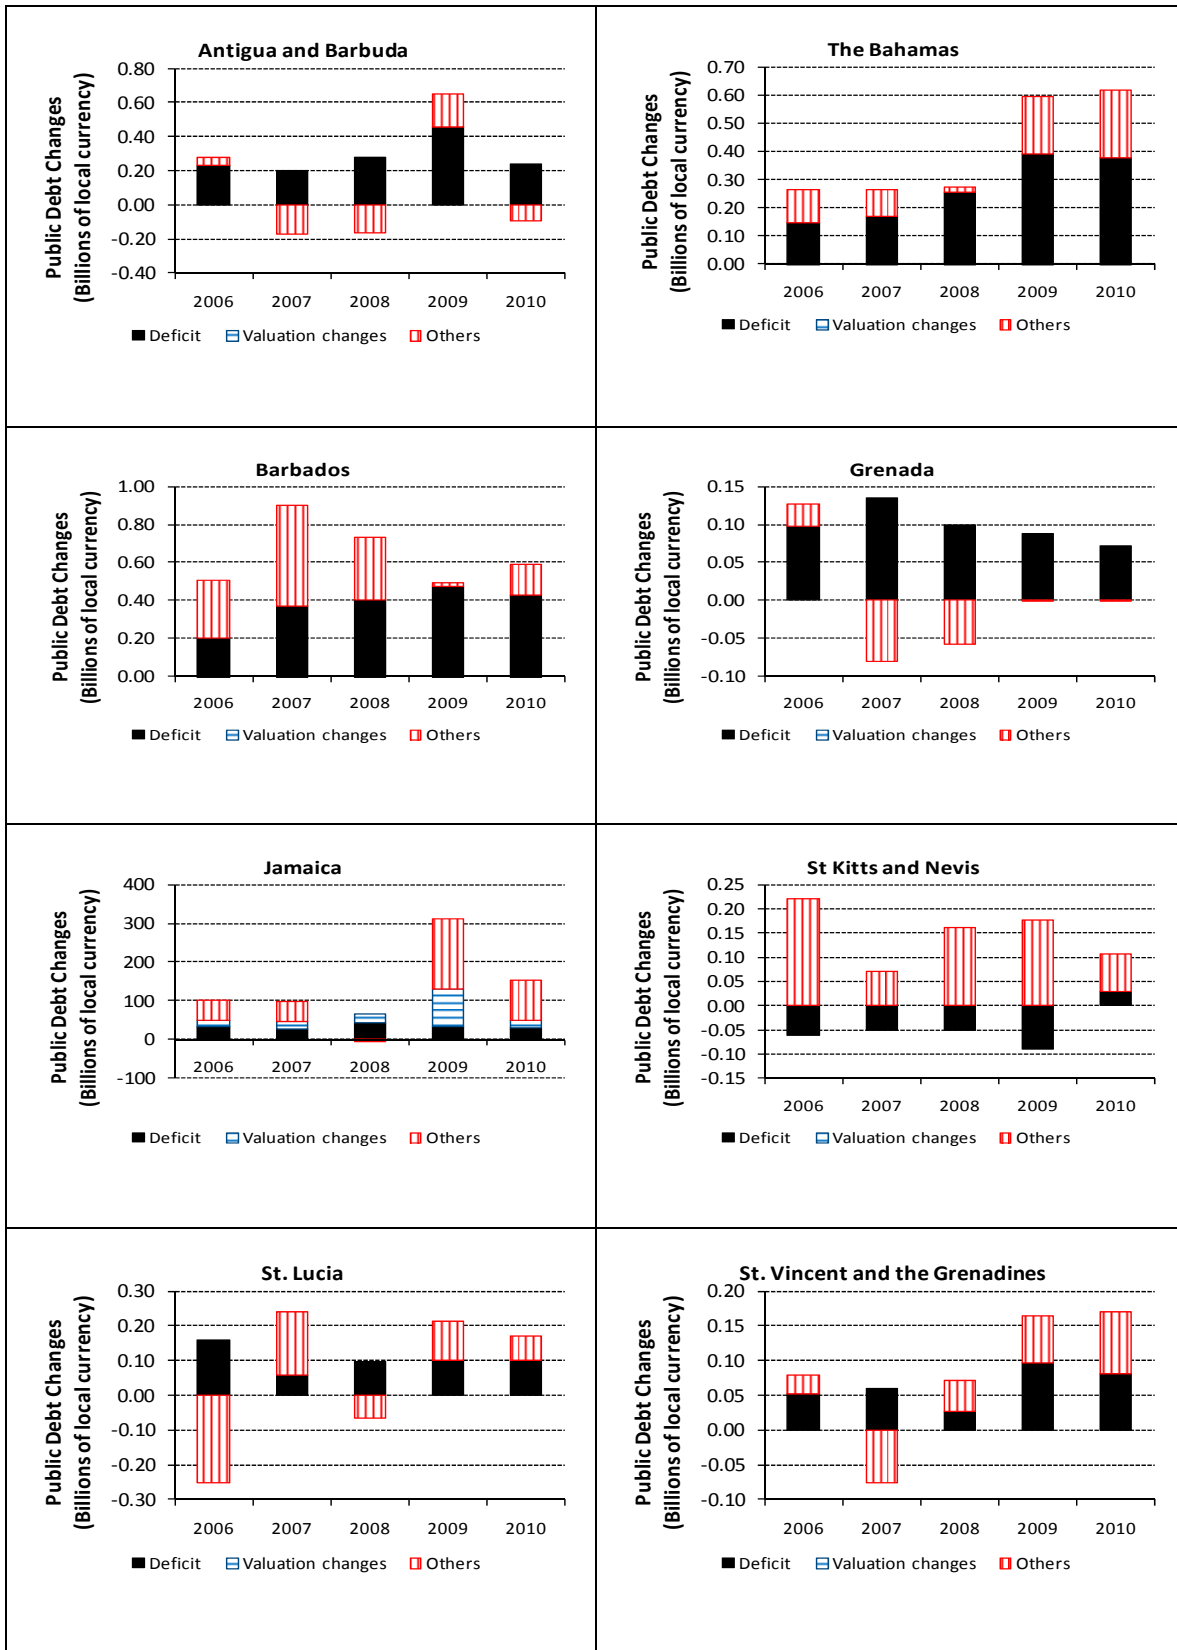 Antigua and Barbuda
Public Debt Changes
(Billions of local currency)
0.80
0.60
0.40
0.20
0.00
-0.20
-0.40
2006 2007 2008 2009 2010
Deficit Valuation changes Others
The Bahamas
Public Debt Changes
(Billions of local currency)
0.70
0.60
0.50
0.40
0.30
0.20
0.10
0.00
2006 2007 2008 2009 2010
Deficit Valuation changes Others
Barbados
Public Debt Changes
(Billions of local currency)
1.00
0.80
0.60
0.40
0.20
0.00
2006 2007 2008 2009 2010
Deficit Valuation changes Others
Grenada
Public Debt Changes
(Billions of local currency)
0.15
0.10
0.05
0.00
-0.05
-0.10
2006 2007 2008 2009 2010
Deficit Valuation changes Others
Jamaica
Public Debt Changes
(Billions of local currency)
400
300
200
100
0
-100
2006 2007 2008 2009 2010
Deficit Valuation changes Others
St Kitts and Nevis
Public Debt Changes
(Billions of local currency)
0.25
0.20
0.15
0.10
0.05
0.00
-0.05
-0.10
-0.15
2006 2007 2008 2009 2010
Deficit Valuation changes Others
St. Lucia
Public Debt Changes
(Billions of local currency)
0.30
0.20
0.10
0.00
-0.10
-0.20
-0.30
2006 2007 2008 2009 2010
Deficit Valuation changes Others
St. Vincent and the Grenadines
Public Debt Changes
(Billions of local currency)
0.20
0.15
0.10
0.05
0.00
-0.05
-0.10
2006 2007 2008 2009 2010
Deficit Valuation changes Others